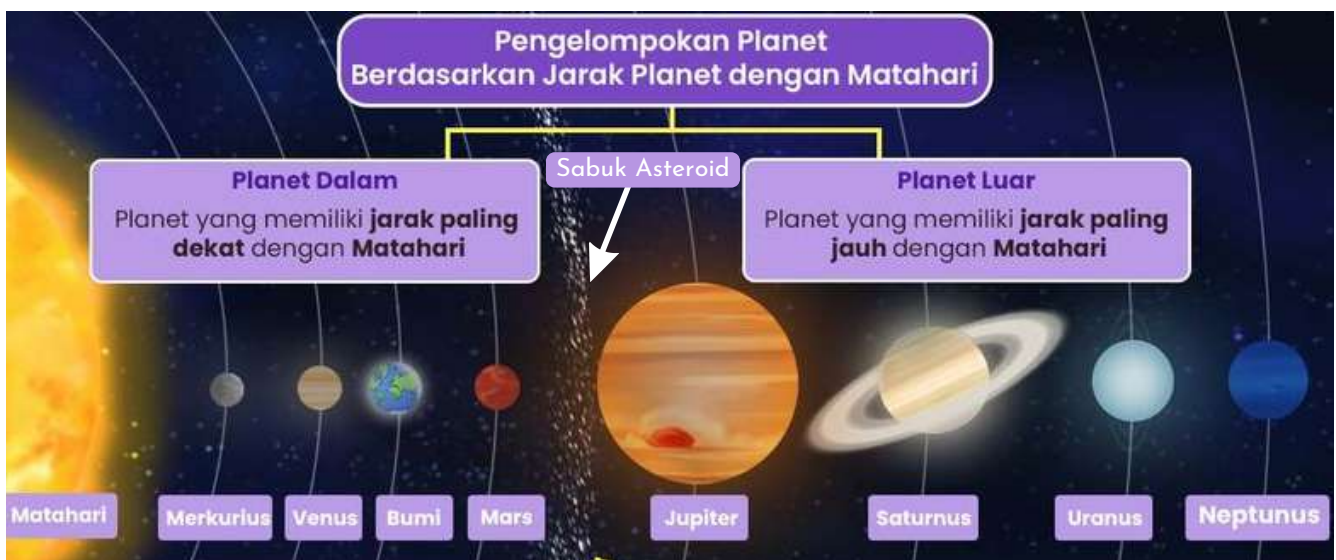 Pengelompokan Planet
Berdasarkan Jarak Planet dengan Matahari
Sabuk Asteroid
Planet Dalam
Planet yang memiliki jarak paling
dekat dengan Matahari
Planet Luar
Planet yang memiliki jarak paling
jauh dengan Matahari
Matahari
Merkurius
Venus
Bumi
Mars
Jupiter
Saturnus
Uranus
Neptunus